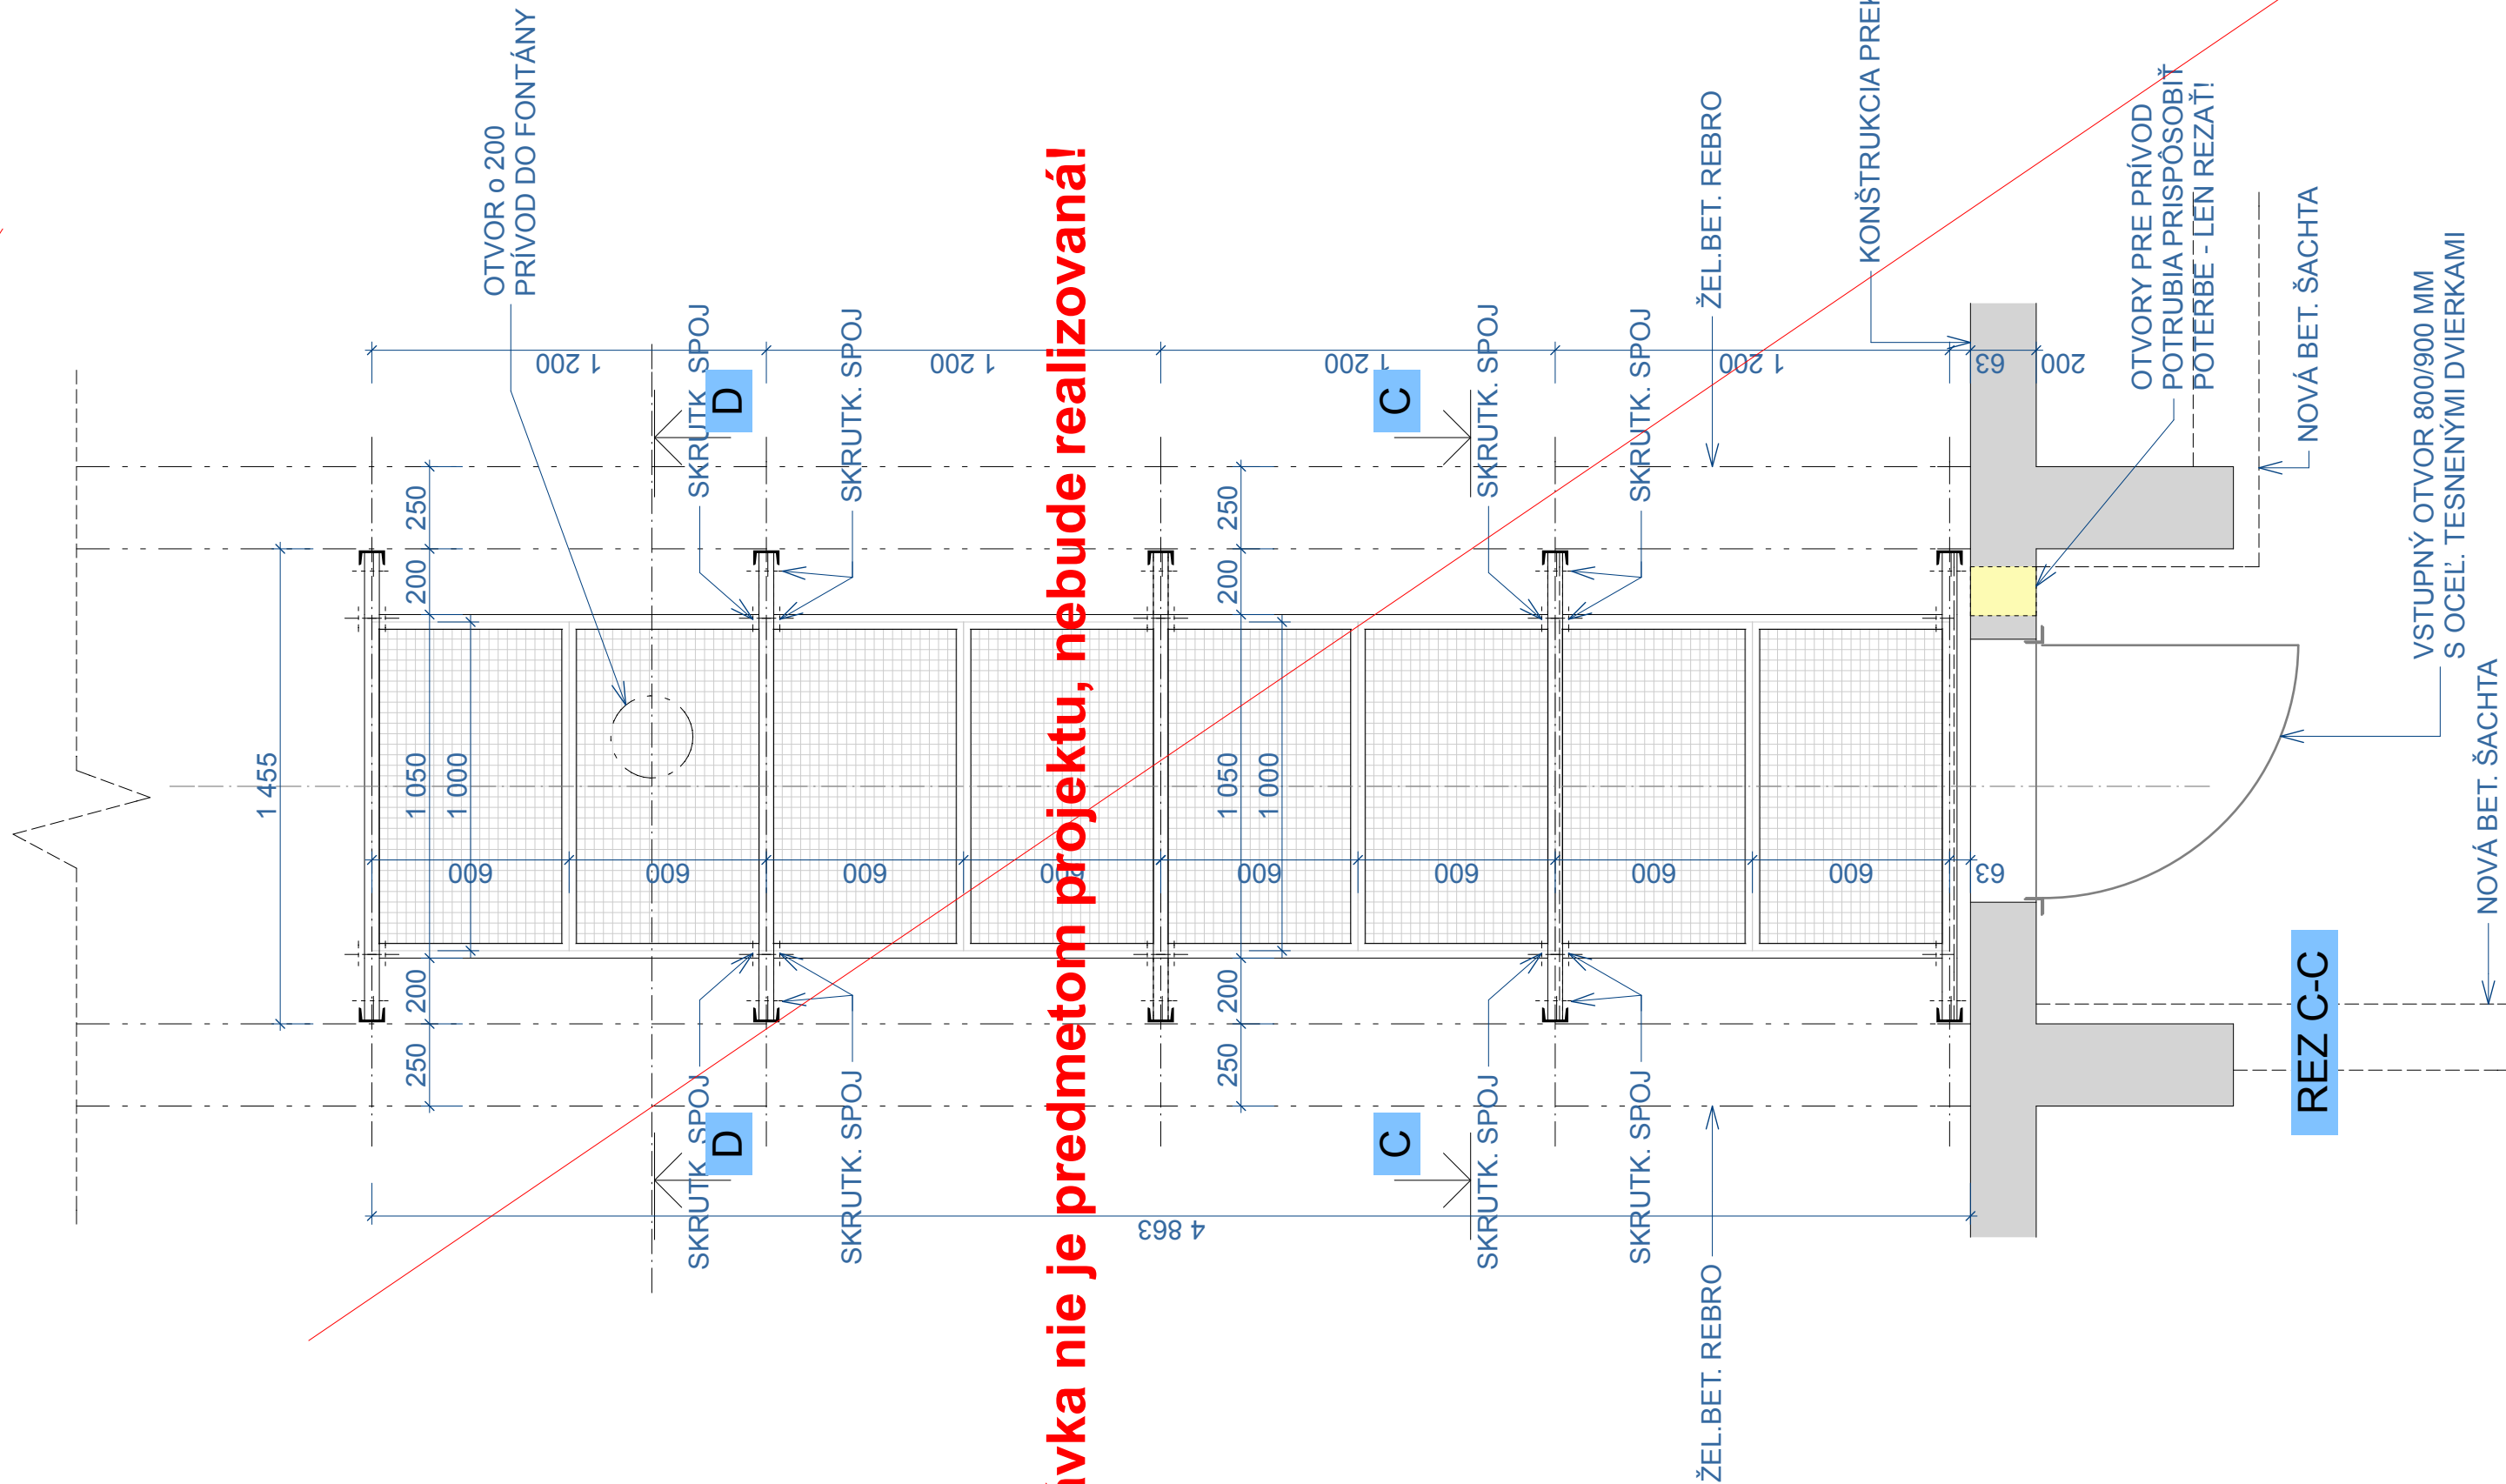 OTVOR o 200
PRÍVOD DO FONTÁNY
SKRUTK. SPOJ
SKRUTK. SPOJ
SKRUTK. SPOJ
SKRUTK. SPOJ
ŽEL.BET. REBRO
KONŠTRUKCIA
OTVORY PRE PRÍVOD
POTRUBIA PRISPÔSOBIŤ
POTERBE - LEN REZAŤ!
NOVÁ BET. ŠACHTA
VSTUPNÝ OTVOR 800/900 MM
S OCEĽ. TESNENÝMI DVIERKAMI
NOVÁ BET. ŠACHTA
1 200
1 200
1 200
1 200
63
200
D
C
250
200
1 050
1 000
200
250
1 455
250
200
1 050
1 000
200
250
600
600
600
600
600
600
600
600
63
nie je predmetom projektu, nebude realizovaná!
D
C
SKRUTK. SPOJ
SKRUTK. SPOJ
SKRUTK. SPOJ
SKRUTK. SPOJ
4 863
ŽEL.BET. REBRO
REZ C-C